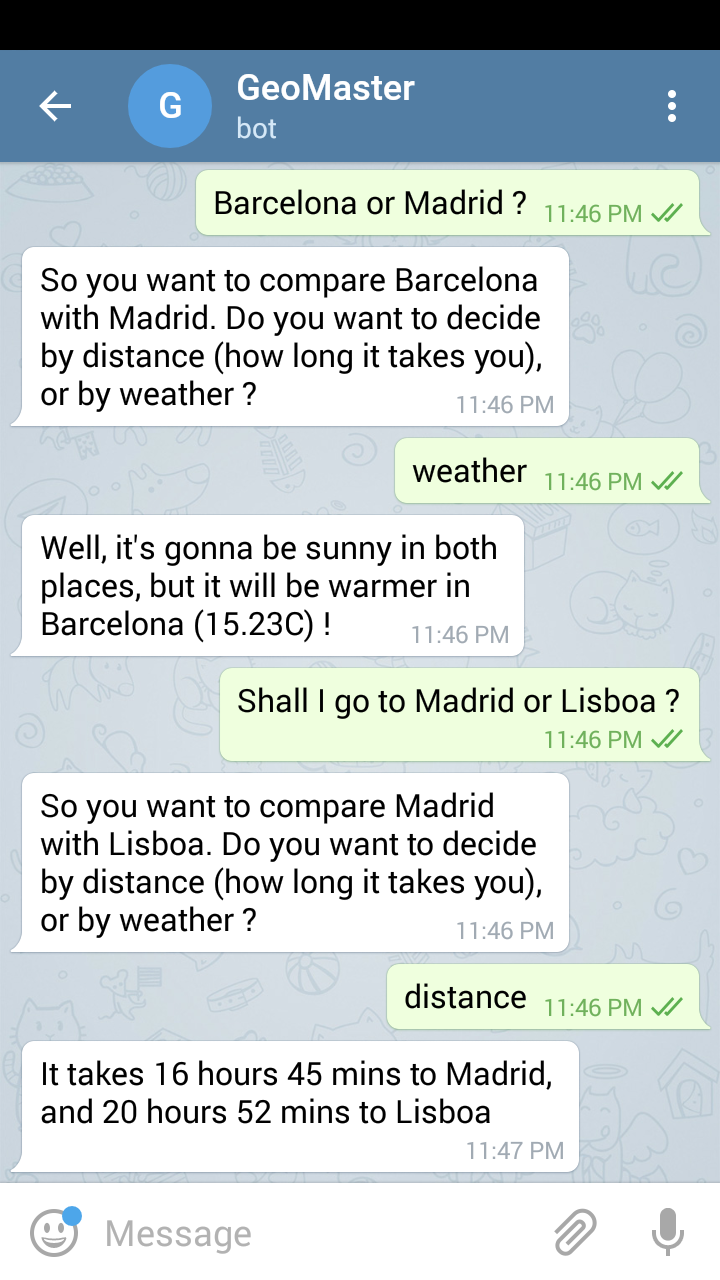 G
GeoMaster
bot
Barcelona or Madrid ? 11:46 PM
So you want to compare Barcelona
with Madrid. Do you want to decide
by distance (how long it takes you),
or by weather ? 11:46 PM
weather 11:46 PM
Well, it's gonna be sunny in both
places, but it will be warmer in
Barcelona (15.23C) ! 11:46 PM
Shall I go to Madrid or Lisboa ?
11:46 PM
So you want to compare Madrid
with Lisboa. Do you want to decide
by distance (how long it takes you),
or by weather ? 11:46 PM
distance 11:46 PM
It takes 16 hours 45 mins to Madrid,
and 20 hours 52 mins to Lisboa
11:47 PM
Message